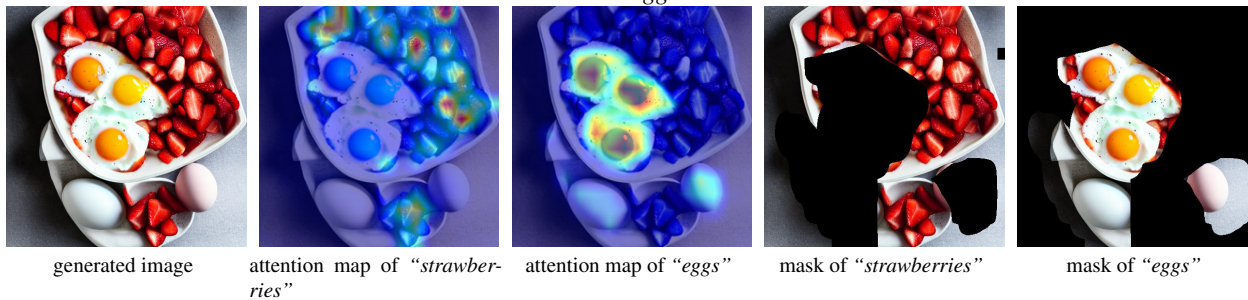 generated image
attention map of “strawber-
ries”
attention map of “eggs”
mask of “strawberries”
mask of “eggs”